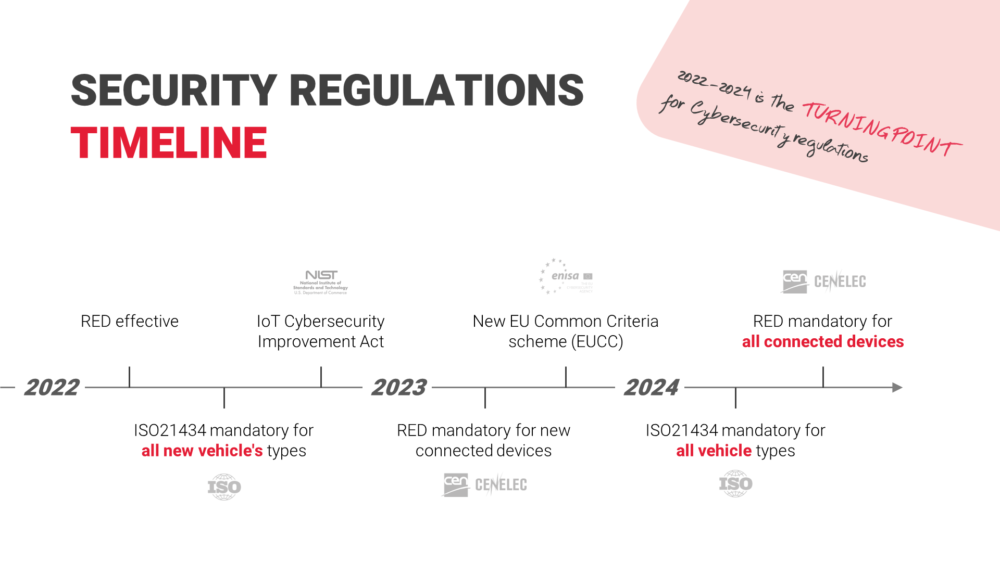 SECURITY REGULATIONS
TIMELINE
2022-2024 is the TURNINGPOINT
for Cybersecurity regulations
NIST
National Institute of
Standards and Technology
U.S. Department of Commerce
enisa
THE EU
CYBERSECURITY
AGENCY
cen CENELEC
RED effective
IoT Cybersecurity
Improvement Act
New EU Common Criteria
scheme (EUCC)
RED mandatory for
all connected devices
2022
2023
2024
ISO21434 mandatory for
all new vehicle's types
RED mandatory for new
connected devices
ISO21434 mandatory for
all vehicle types
ISO
cen CENELEC
ISO